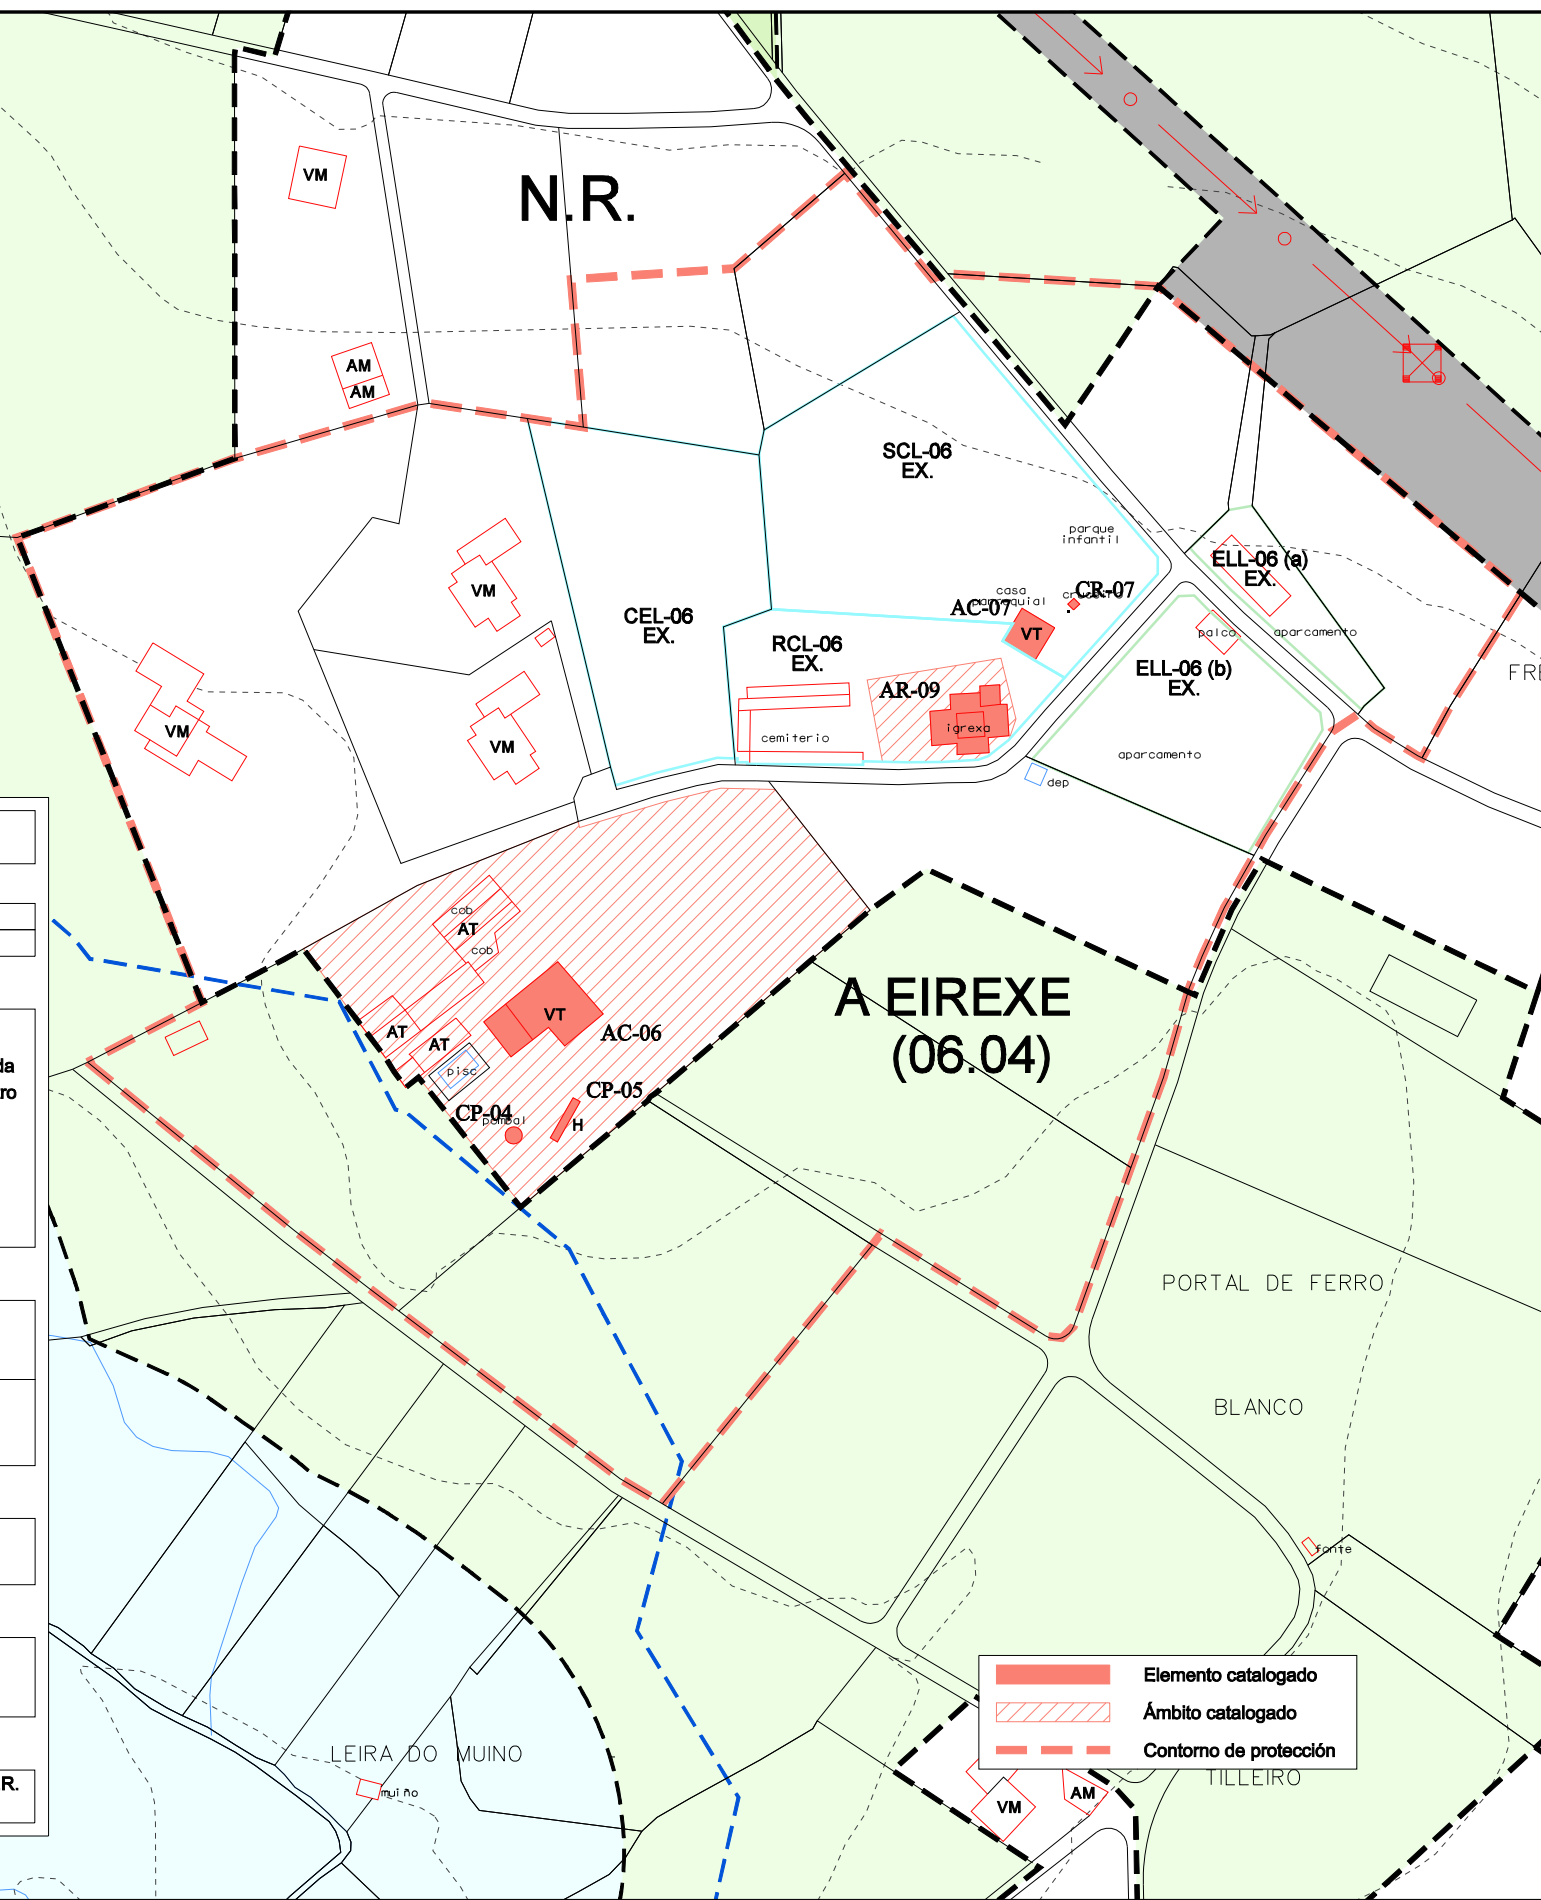 VM
N.R.
AM
AM
SCL-06
EX.
parque
infantil
ELL-06 (a)
EX.
VM
casa
parrequial
cruceiro
CR-07
AC-07
VT
CEL-06
EX.
RCL-06
EX.
palco
aparcamento
ELL-06 (b)
EX.
AR-09
igrexa
VM
VM
cemiterio
aparcamento
dep
cob
AT
cob
A EIREXE
(06.04)
VT
AC-06
AT
AT
pisc
CP-05
CP-04
pombal
H
da
ro
PORTAL DE FERRO
BLANCO
fonte
Elemento catalogado
Ámbito catalogado
Contorno de protección
LEIRA DO MUINO
muiño
TILLEIRO
VM
AM
R.